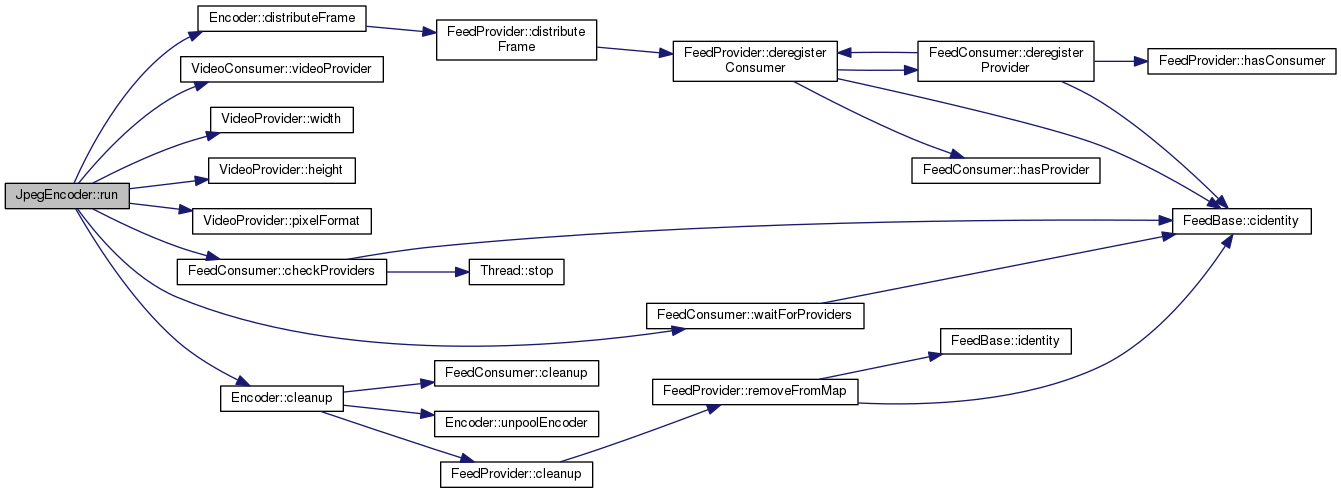 JpegEncoder::run
Encoder::distributeFrame
VideoConsumer::videoProvider
VideoProvider::width
VideoProvider::height
VideoProvider::pixelFormat
FeedConsumer::checkProviders
Encoder::cleanup
FeedProvider::distribute
Frame
Thread::stop
FeedConsumer::waitForProviders
FeedConsumer::cleanup
Encoder::unpoolEncoder
FeedProvider::cleanup
FeedProvider::deregister
Consumer
FeedProvider::removeFromMap
FeedConsumer::deregister
Provider
FeedConsumer::hasProvider
FeedBase::identity
FeedProvider::hasConsumer
FeedBase::cidentity